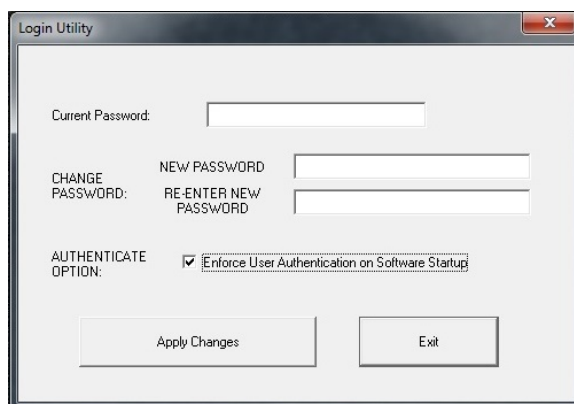 Login Utility
Current Password:
CHANGE
PASSWORD:
NEW PASSWORD
RE-ENTER NEW
PASSWORD
AUTHENTICATE
OPTION:
Enforce User Authentication on Software Startup
Apply Changes
Exit